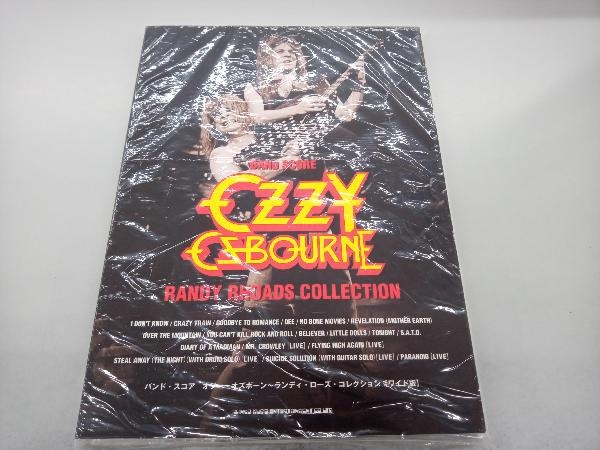 BAND SCORE
OZZY
OSBOURNE
RANDY RHOADS COLLECTION
I DON'T KNOW / CRAZY TRAIN / GOODBYE TO ROMANCE / DEE / NO BONE MOVIES / REVELATION (MOTHER EARTH)
OVER THE MOUNTAIN / YOU CAN'T KILL ROCK AND ROLL / BELIEVER / LITTLE DOLLS / TONIGHT / S.A.T.O.
DIARY OF A MADMAN / MR. CROWLEY [LIVE] / FLYING HIGH AGAIN [LIVE]
STEAL AWAY (THE NIGHT) (WITH DRUM SOLO) [LIVE] / SUICIDE SOLUTION (WITH GUITAR SOLO) [LIVE] / PARANOID [LIVE]
バンド・スコア オジー・オズボーン〜ランディ・ローズ・コレクション [ワイド版]